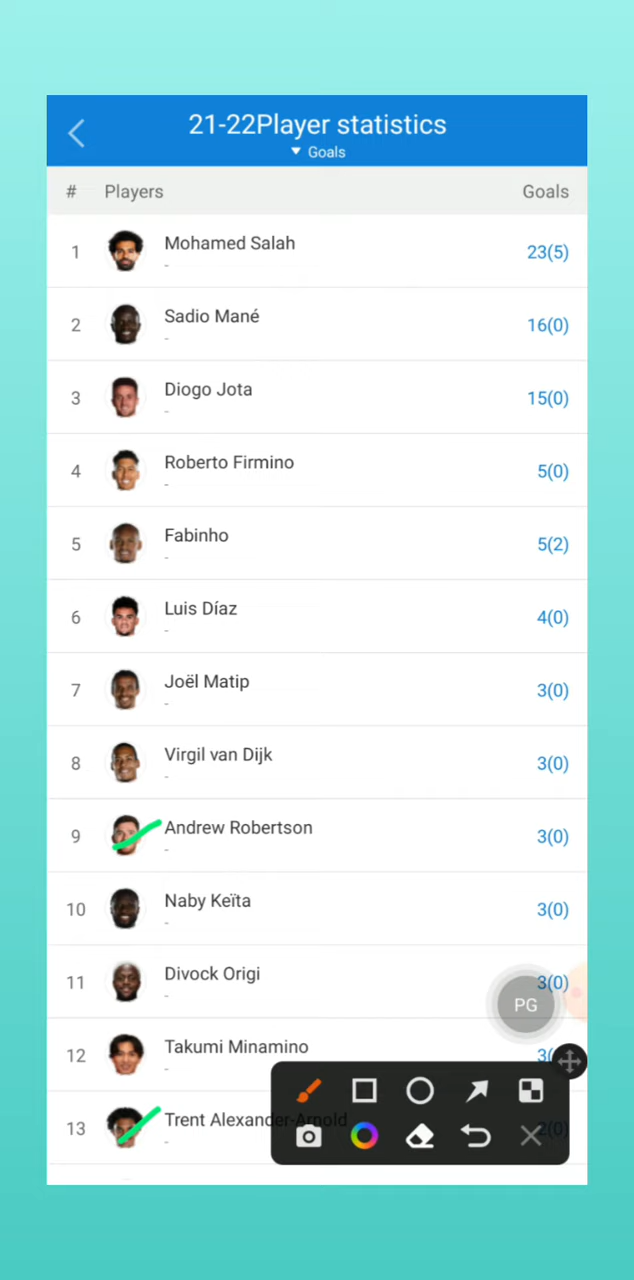 21-22Player statistics
Goals
# Players Goals
1 Mohamed Salah 23(5)
-
2 Sadio Mané 16(0)
-
3 Diogo Jota 15(0)
-
4 Roberto Firmino 5(0)
-
5 Fabinho 5(2)
-
6 Luis Díaz 4(0)
-
7 Joël Matip 3(0)
-
8 Virgil van Dijk 3(0)
-
9 Andrew Robertson 3(0)
-
10 Naby Keïta 3(0)
-
11 Divock Origi 3(0)
-
PG
12 Takumi Minamino 3(
-
13 Trent Alexander-Arnold 2(0)
-